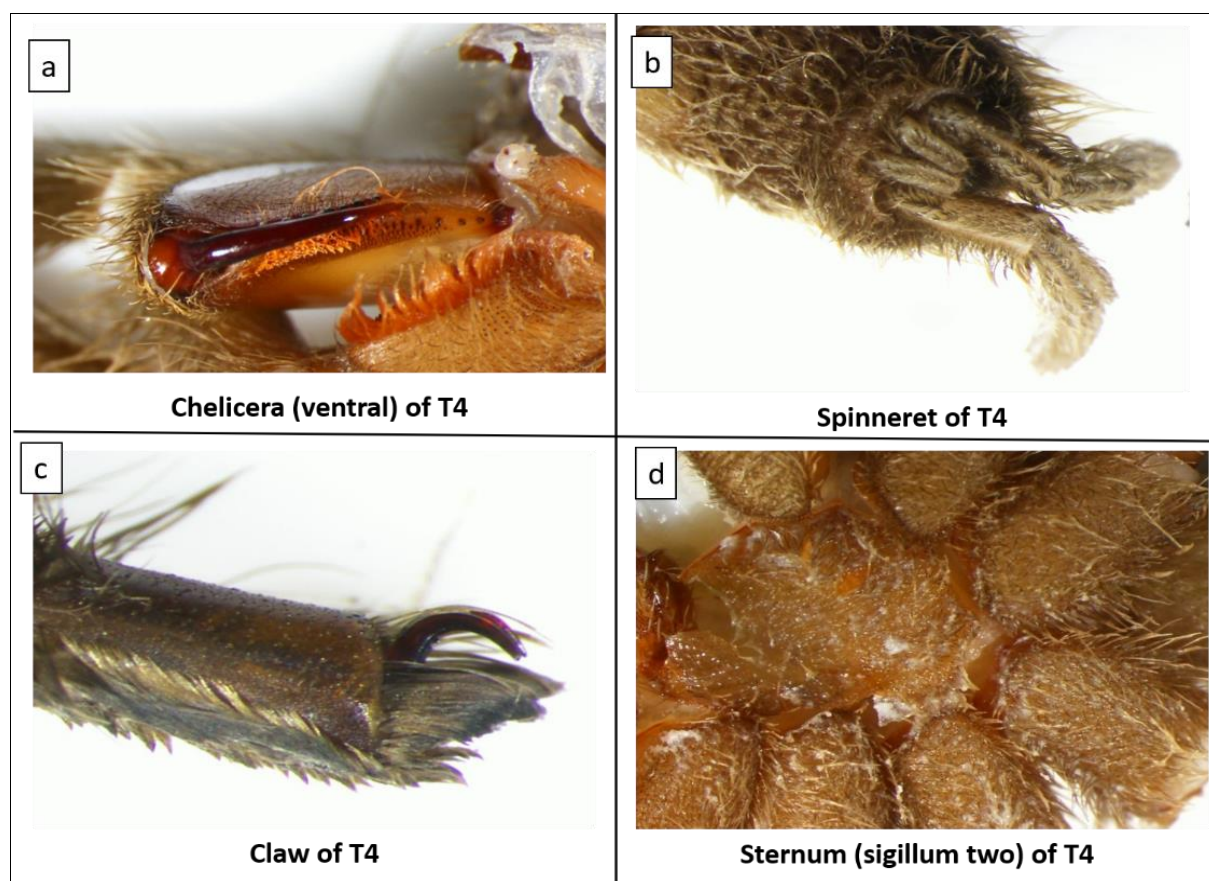 a
Chelicera (ventral) of T4
b
Spinneret of T4
c
Claw of T4
d
Sternum (sigillum two) of T4